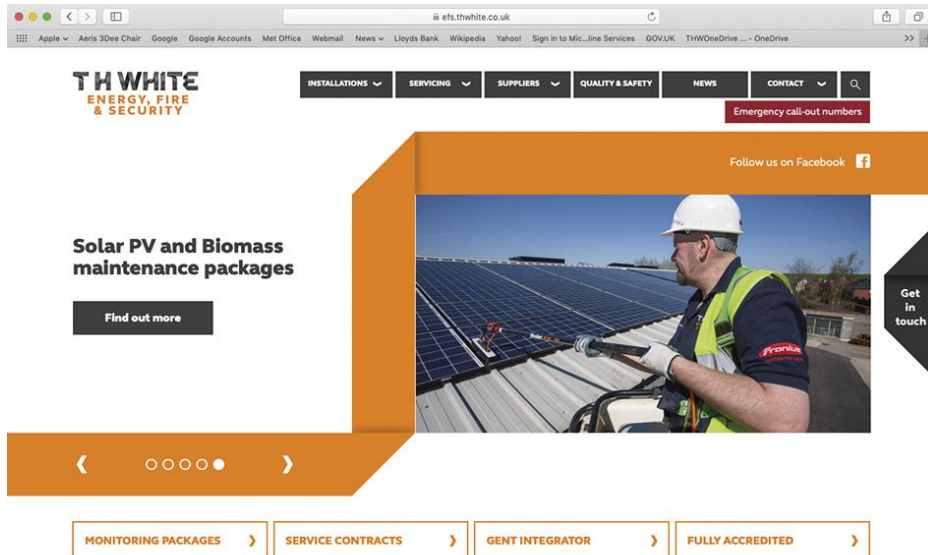 efs.thwhite.co.uk
Apple Aeris 3Dee Chair Google Google Accounts Met Office Webmail News Lloyds Bank Wikipedia Yahoo! Sign in to Mic...line Services GOV.UK THWOneDrive ... - OneDrive >>
T H WHITE
ENERGY, FIRE
& SECURITY
INSTALLATIONS SERVICING SUPPLIERS QUALITY & SAFETY NEWS CONTACT
Emergency call-out numbers
Follow us on Facebook
Solar PV and Biomass
maintenance packages
Find out more
Fronius
Get
in
touch
MONITORING PACKAGES SERVICE CONTRACTS GENT INTEGRATOR FULLY ACCREDITED